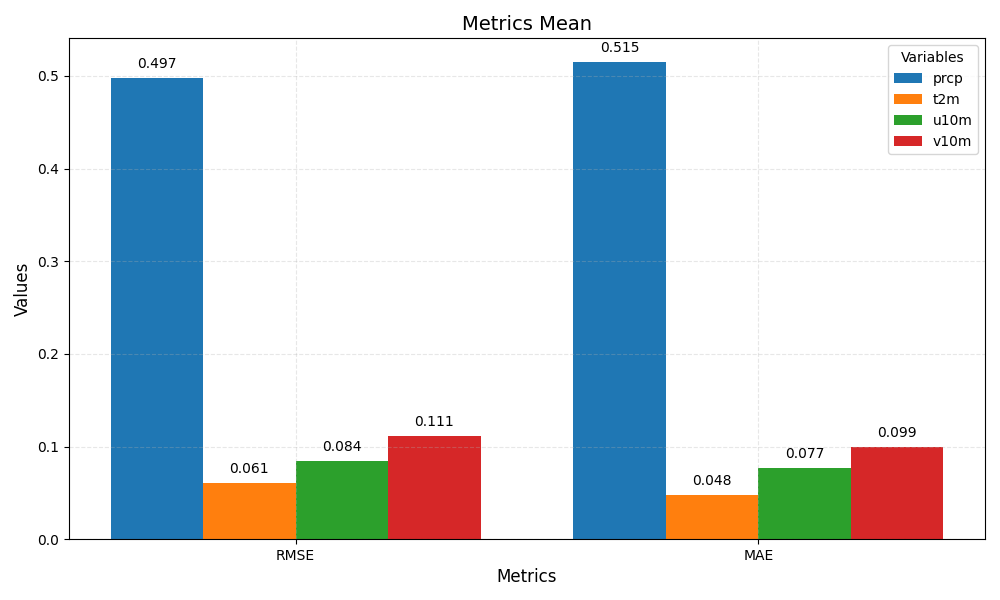 Metrics Mean
Values
0.5
0.4
0.3
0.2
0.1
0.0
0.497
0.061
0.084
0.111
0.515
0.048
0.077
0.099
Variables
prcp
t2m
u10m
v10m
RMSE
MAE
Metrics